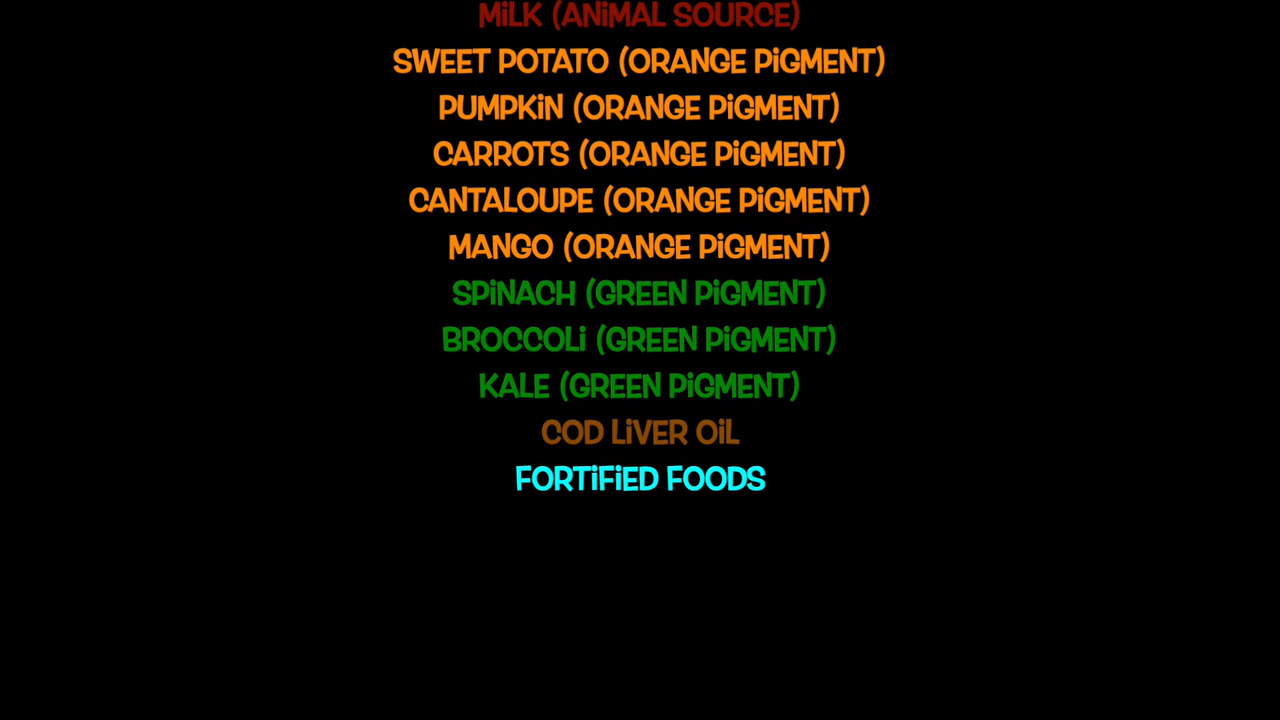 MiLK (ANiMAL SOURCE)
SWEET POTATO (ORANGE PiGMENT)
PUMPKiN (ORANGE PiGMENT)
CARROTS (ORANGE PiGMENT)
CANTALOUPE (ORANGE PiGMENT)
MANGO (ORANGE PiGMENT)
SPiNACH (GREEN PiGMENT)
BROCCOLi (GREEN PiGMENT)
KALE (GREEN PiGMENT)
COD LiVER OiL
FORTiFiED FOODS